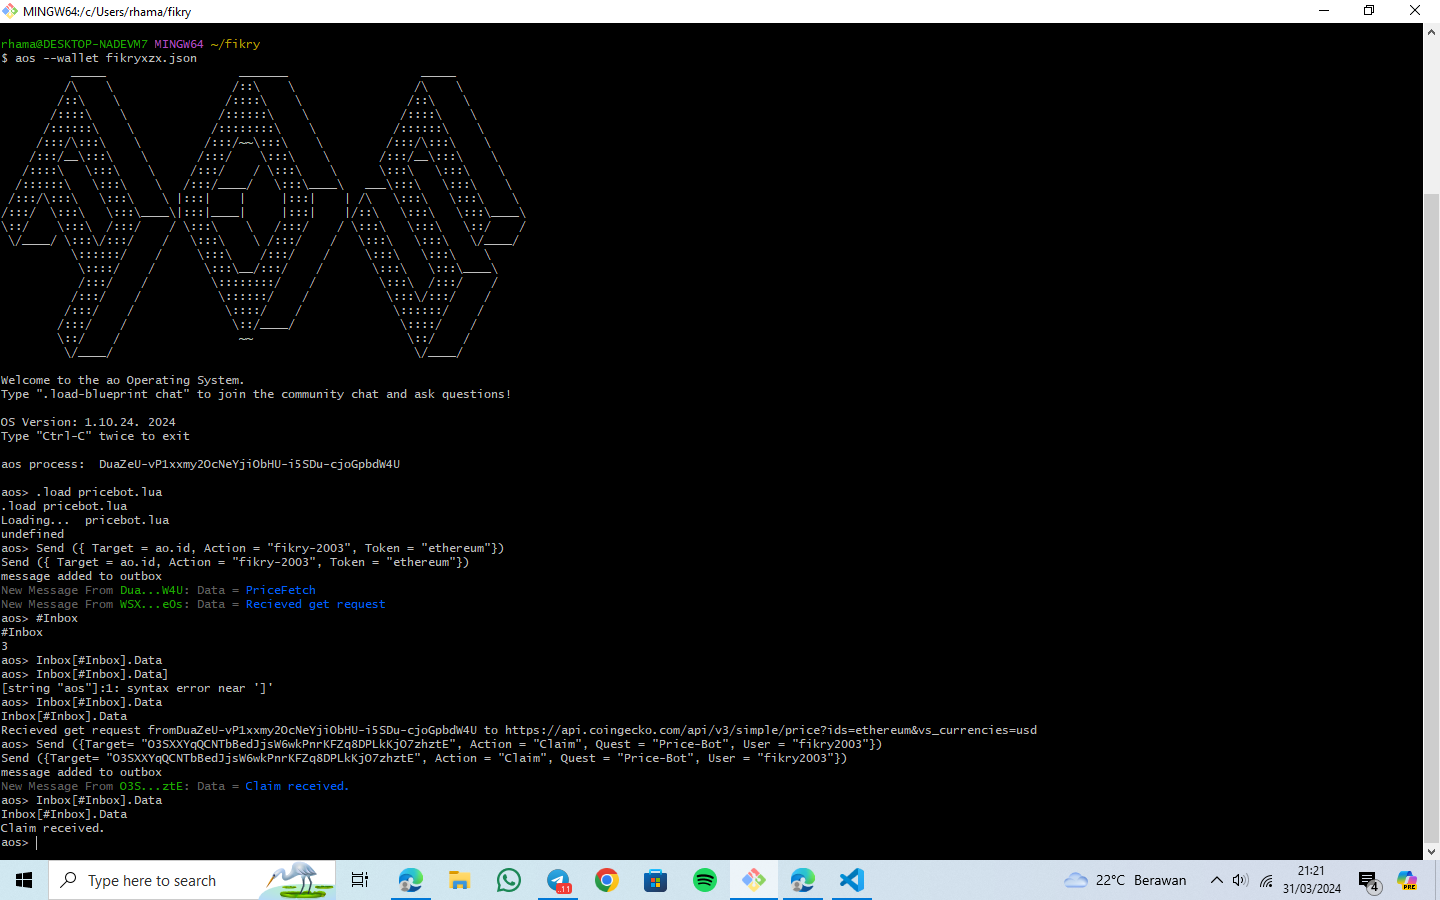 MINGW64:/c/Users/rhama/fikry
rhama@DESKTOP-NADEVM7 MINGW64 ~/fikry
$ aos --wallet fikryxzx.json
Welcome to the ao Operating System.
Type ".load-blueprint chat" to join the community chat and ask questions!
OS Version: 1.10.24. 2024
Type "Ctrl-C" twice to exit
aos process:  DuaZeU-vP1xxmy2OcNeYjiObHU-i5SDu-cjoGpbdW4U
aos> .load pricebot.lua
.load pricebot.lua
Loading...  pricebot.lua
undefined
aos> Send ({ Target = ao.id, Action = "fikry-2003", Token = "ethereum"})
Send ({ Target = ao.id, Action = "fikry-2003", Token = "ethereum"})
message added to outbox
New Message From Dua...W4U: Data = PriceFetch
New Message From WSX...eOs: Data = Recieved get request
aos> #Inbox
#Inbox
3
aos> Inbox[#Inbox].Data
aos> Inbox[#Inbox].Data]
[string "aos"]:1: syntax error near ']'
aos> Inbox[#Inbox].Data
Inbox[#Inbox].Data
Recieved get request fromDuaZeU-vP1xxmy2OcNeYjiObHU-i5SDu-cjoGpbdW4U to https://api.coingecko.com/api/v3/simple/price?ids=ethereum&vs_currencies=usd
aos> Send ({Target= "O3SXXYqQCNTbBedJjsW6wkPnrKFZq8DPLkKjO7zhztE", Action = "Claim", Quest = "Price-Bot", User = "fikry2003"})
Send ({Target= "O3SXXYqQCNTbBedJjsW6wkPnrKFZq8DPLkKjO7zhztE", Action = "Claim", Quest = "Price-Bot", User = "fikry2003"})
message added to outbox
New Message From O3S...ztE: Data = Claim received.
aos> Inbox[#Inbox].Data
Inbox[#Inbox].Data
Claim received.
aos>
Type here to search
11
22°C Berawan
21:21
31/03/2024
4
PRE